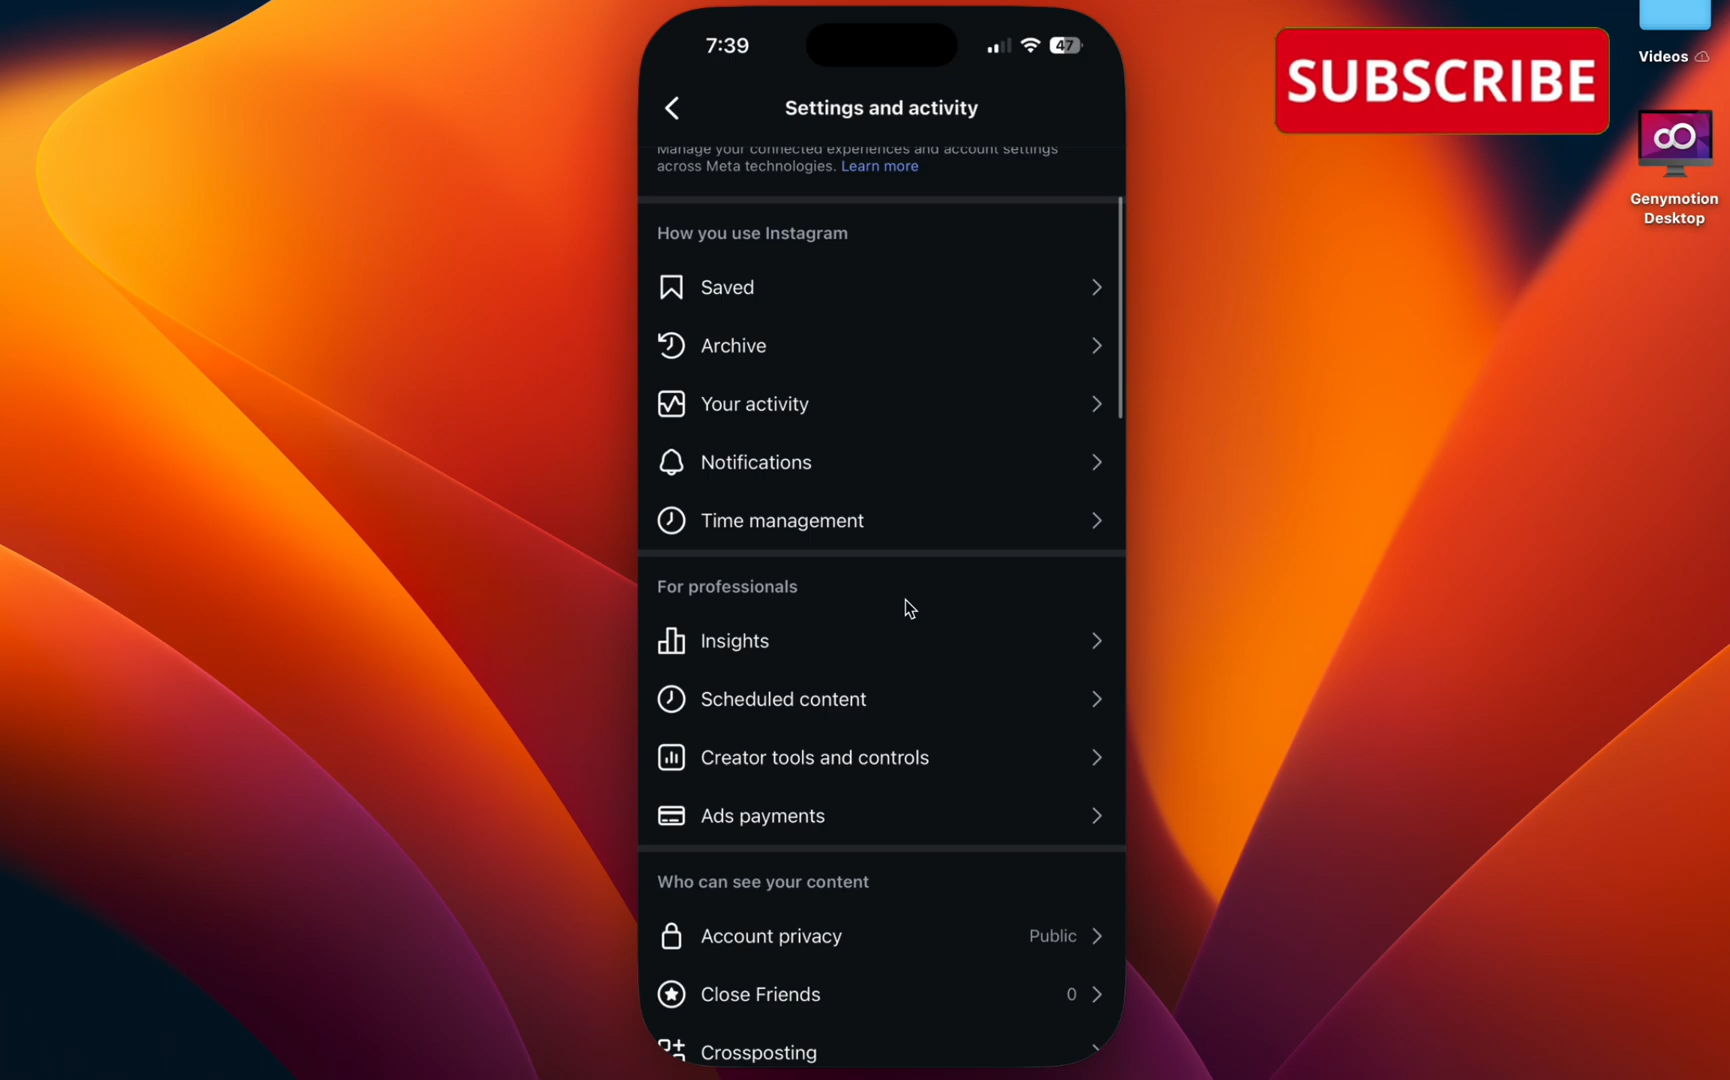 7:39
47
SUBSCRIBE
Videos
Genymotion
Desktop
Settings and activity
Manage your connected experiences and account settings
across Meta technologies. Learn more
How you use Instagram
Saved
Archive
Your activity
Notifications
Time management
For professionals
Insights
Scheduled content
Creator tools and controls
Ads payments
Who can see your content
Account privacy Public
Close Friends 0
Crossposting